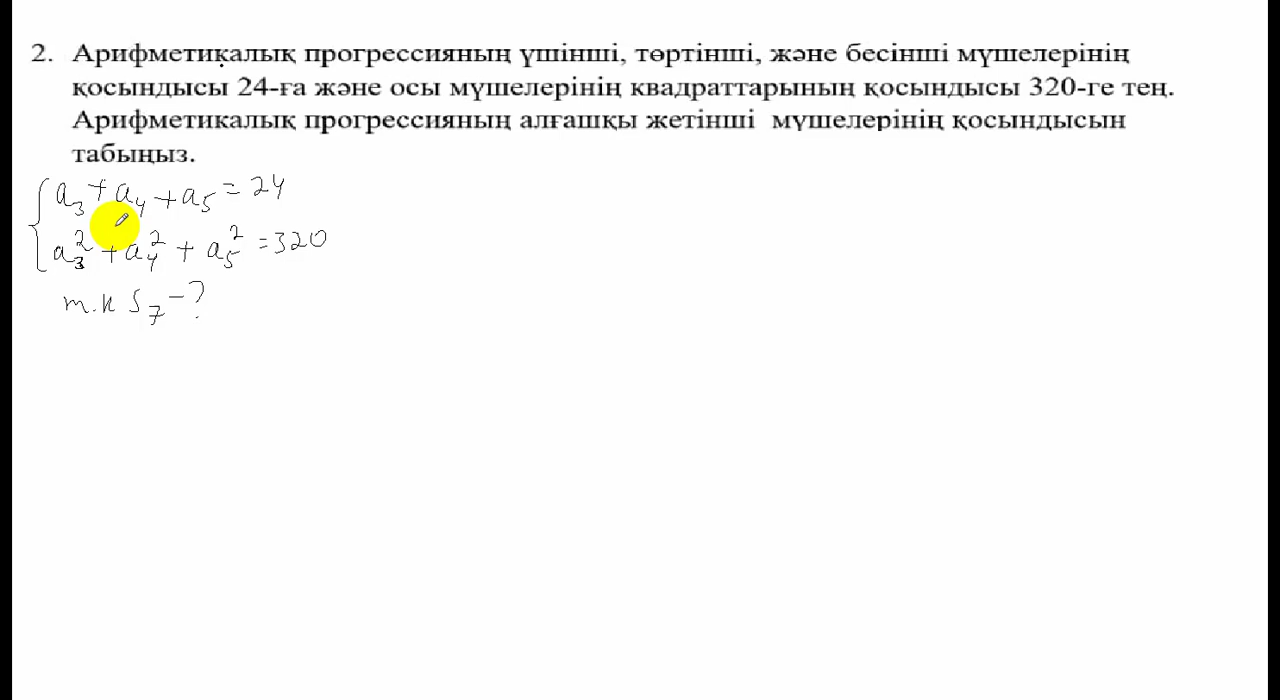 2. Арифметикалық прогрессияның үшінші, төртінші, және бесінші мүшелерінің
қосындысы 24-ға және осы мүшелерінің квадраттарының қосындысы 320-ге тең.
Арифметикалық прогрессияның алғашқы жетінші мүшелерінің қосындысын
табыңыз.
a₃ + a₄ + a₅ = 24
a₃² + a₄² + a₅² = 320
т.к S₇ - ?